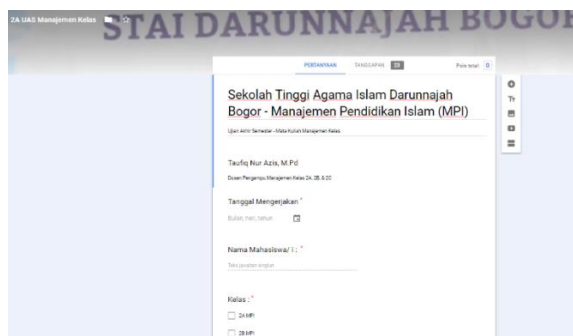 2A UAS Manajemen Kelas
STAI DARUNNAJAH BOGOR
PERTANYAAN TANGGAPAN Poin total: 0
Sekolah Tinggi Agama Islam Darunnajah
Bogor - Manajemen Pendidikan Islam (MPI)
Ujian Akhir Semester - Mata Kuliah Manajemen Kelas
Tt
Taufiq Nur Azis, M.Pd
Dosen Pengampu Manajemen Kelas 2A, 2B, & 2C
Tanggal Mengerjakan *
Bulan, hari, tahun
Nama Mahasiswa/ i : *
Teks jawaban singkat
Kelas : *
2A MPI
2B MPI